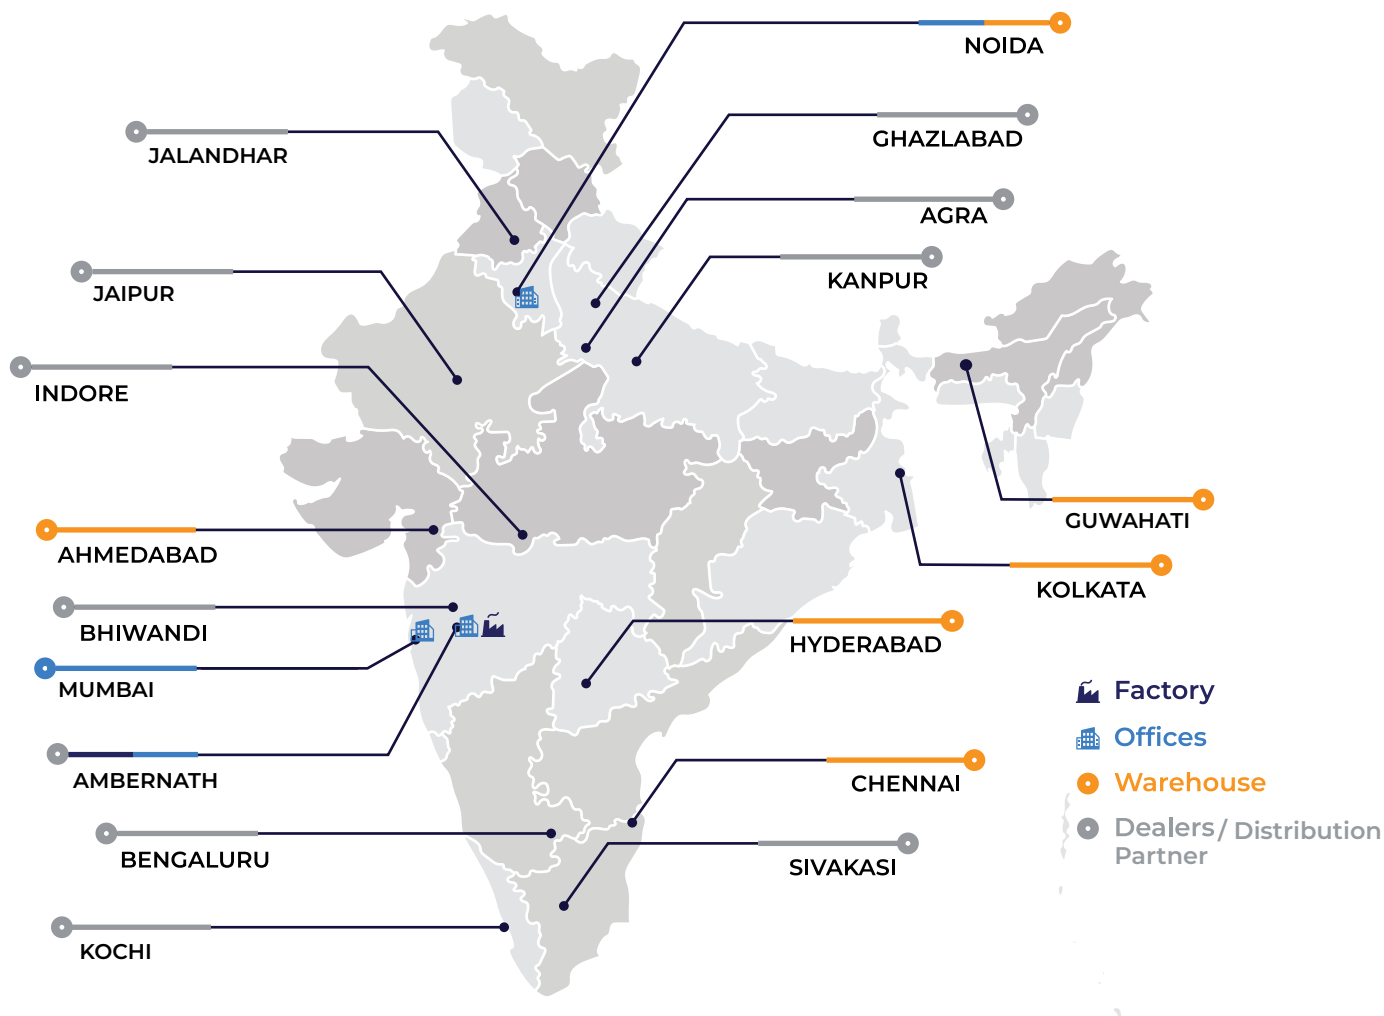 NOIDA
GHAZLABAD
JALANDHAR
AGRA
KANPUR
JAIPUR
INDORE
GUWAHATI
AHMEDABAD
KOLKATA
BHIWANDI
HYDERABAD
MUMBAI
Factory
Offices
AMBERNATH
CHENNAI
Warehouse
Dealers / Distribution
Partner
BENGALURU
SIVAKASI
KOCHI